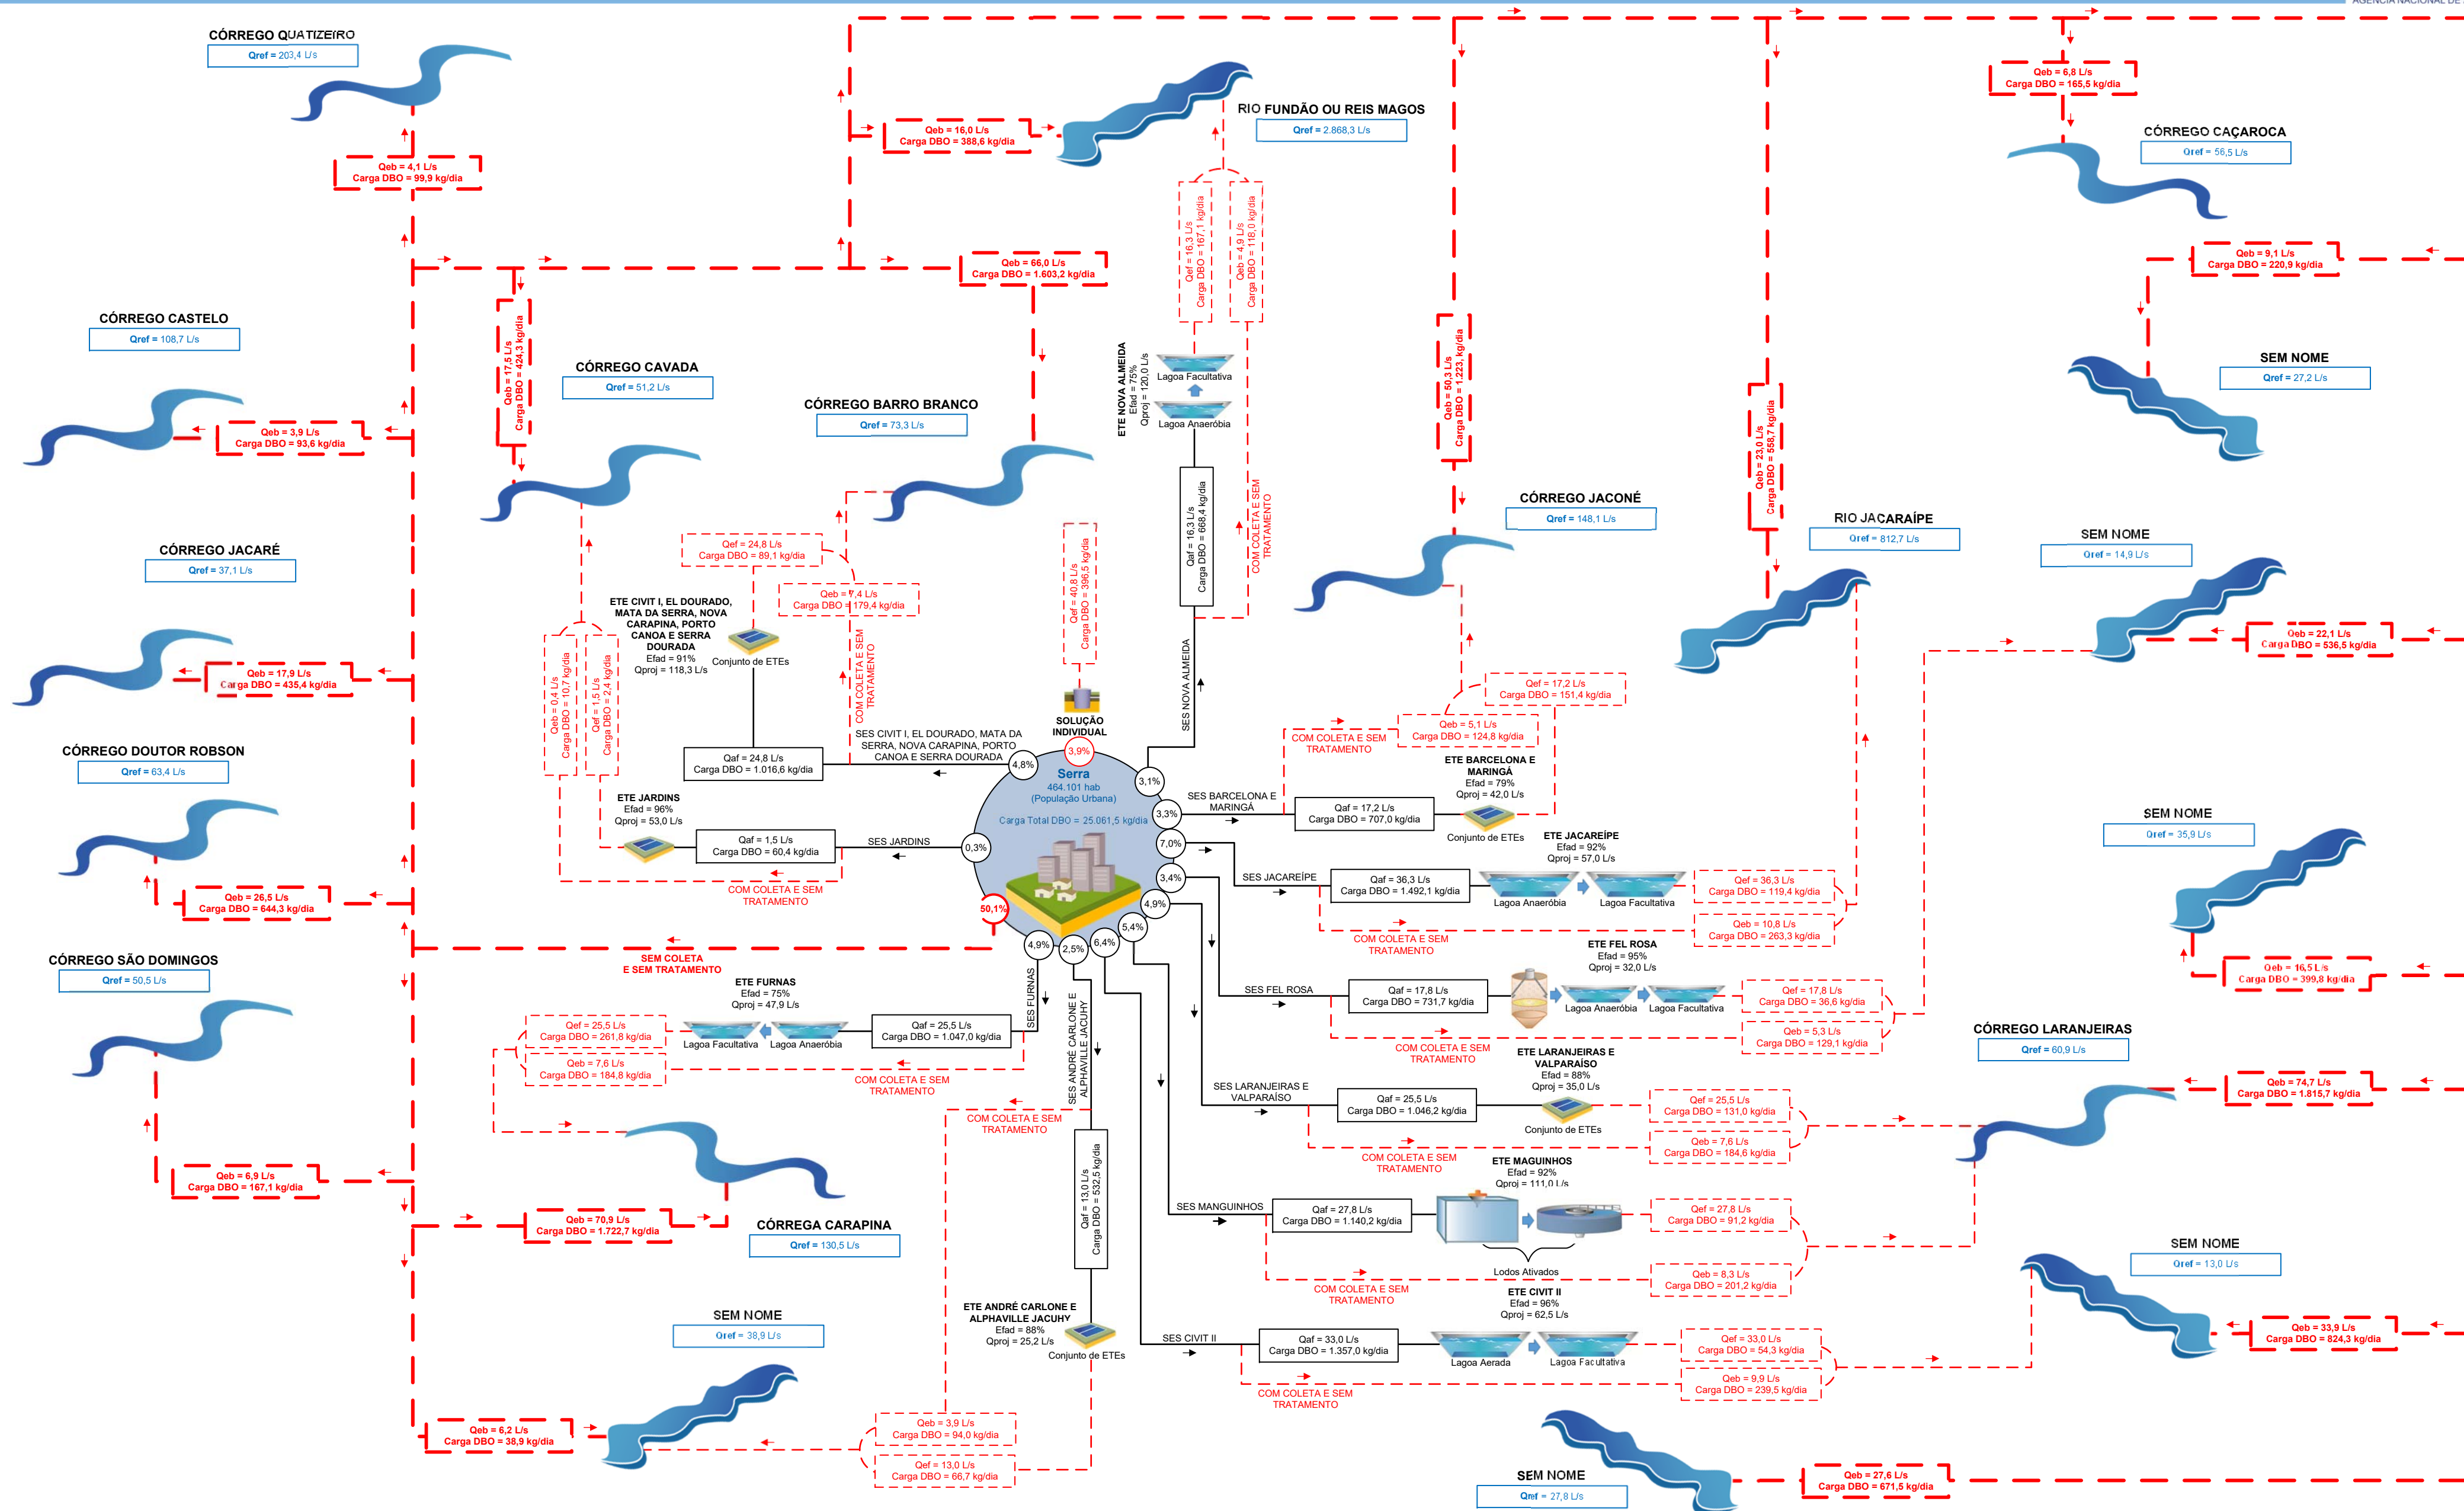 AGÊNCIA NACIONAL DE
CÓRREGO QUATIZEIRO
Qref = 203,4 L/s
Qeb = 4,1 L/s
Carga DBO = 99,9 kg/dia
Qeb = 16,0 L/s
Carga DBO = 388,6 kg/dia
RIO FUNDÃO OU REIS MAGOS
Qref = 2.868,3 L/s
Qeb = 6,8 L/s
Carga DBO = 165,5 kg/dia
CÓRREGO CAÇAROCA
Qref = 56,5 L/s
Qeb = 66,0 L/s
Carga DBO = 1.603,2 kg/dia
Qef = 16,3 L/s
Carga DBO = 167,1 kg/dia
Qeb = 4,9 L/s
Carga DBO = 118,0 kg/dia
Qeb = 9,1 L/s
Carga DBO = 220,9 kg/dia
CÓRREGO CASTELO
Qref = 108,7 L/s
Qeb = 3,9 L/s
Carga DBO = 93,6 kg/dia
Qeb = 17,5 L/s
Carga DBO = 424,3 kg/dia
CÓRREGO CAVADA
Qref = 51,2 L/s
CÓRREGO BARRO BRANCO
Qref = 73,3 L/s
ETE NOVA ALMEIDA
Efad = 75%
Qproj = 120,0 L/s
Lagoa Facultativa
Lagoa Anaeróbia
Qaf = 16,3 L/s
Carga DBO = 668,4 kg/dia
COM COLETA E SEM
TRATAMENTO
SES NOVA ALMEIDA
Qeb = 50,3 L/s
Carga DBO = 1.223, kg/dia
Qeb = 23,0 L/s
Carga DBO = 558,7 kg/dia
SEM NOME
Qref = 27,2 L/s
CÓRREGO JACONÉ
Qref = 148,1 L/s
RIO JACARAÍPE
Qref = 812,7 L/s
SEM NOME
Qref = 14,9 L/s
Qeb = 22,1 L/s
Carga DBO = 536,5 kg/dia
CÓRREGO JACARÉ
Qref = 37,1 L/s
Qeb = 17,9 L/s
Carga DBO = 435,4 kg/dia
Qef = 24,8 L/s
Carga DBO = 89,1 kg/dia
Qeb = 7,4 L/s
Carga DBO = 179,4 kg/dia
ETE CIVIT I, EL DOURADO,
MATA DA SERRA, NOVA
CARAPINA, PORTO
CANOA E SERRA
DOURADA
Efad = 91%
Qproj = 118,3 L/s
Conjunto de ETEs
COM COLETA E SEM
TRATAMENTO
Qeb = 0,4 L/s
Carga DBO = 10,7 kg/dia
Qef = 1,5 L/s
Carga DBO = 2,4 kg/dia
Qef = 40,8 L/s
Carga DBO = 396,5 kg/dia
SOLUÇÃO
INDIVIDUAL
3,9%
SES CIVIT I, EL DOURADO, MATA DA
SERRA, NOVA CARAPINA, PORTO
CANOA E SERRA DOURADA
Qaf = 24,8 L/s
Carga DBO = 1.016,6 kg/dia
4,8%
3,1%
Serra
464.101 hab
(População Urbana)
Carga Total DBO = 25.061,5 kg/dia
Qef = 17,2 L/s
Carga DBO = 151,4 kg/dia
Qeb = 5,1 L/s
Carga DBO = 124,8 kg/dia
COM COLETA E SEM
TRATAMENTO
ETE BARCELONA E
MARINGÁ
Efad = 79%
Qproj = 42,0 L/s
SES BARCELONA E
MARINGÁ
3,3%
Qaf = 17,2 L/s
Carga DBO = 707,0 kg/dia
Conjunto de ETEs
CÓRREGO DOUTOR ROBSON
Qref = 63,4 L/s
Qeb = 26,5 L/s
Carga DBO = 644,3 kg/dia
ETE JARDINS
Efad = 96%
Qproj = 53,0 L/s
Qaf = 1,5 L/s
Carga DBO = 60,4 kg/dia
SES JARDINS
0,3%
COM COLETA E SEM
TRATAMENTO
7,0%
ETE JACAREÍPE
Efad = 92%
Qproj = 57,0 L/s
SES JACAREÍPE
Qaf = 36,3 L/s
Carga DBO = 1.492,1 kg/dia
Lagoa Anaeróbia
Lagoa Facultativa
Qef = 36,3 L/s
Carga DBO = 119,4 kg/dia
Qeb = 10,8 L/s
Carga DBO = 263,3 kg/dia
COM COLETA E SEM
TRATAMENTO
SEM NOME
Qref = 35,9 L/s
Qeb = 16,5 L/s
Carga DBO = 399,8 kg/dia
3,4%
4,9%
5,4%
6,4%
2,5%
4,9%
50,1%
SEM COLETA
E SEM TRATAMENTO
CÓRREGO SÃO DOMINGOS
Qref = 50,5 L/s
Qeb = 6,9 L/s
Carga DBO = 167,1 kg/dia
ETE FURNAS
Efad = 75%
Qproj = 47,9 L/s
Qef = 25,5 L/s
Carga DBO = 261,8 kg/dia
Qeb = 7,6 L/s
Carga DBO = 184,8 kg/dia
Lagoa Facultativa
Lagoa Anaeróbia
Qaf = 25,5 L/s
Carga DBO = 1.047,0 kg/dia
SES FURNAS
COM COLETA E SEM
TRATAMENTO
ETE FEL ROSA
Efad = 95%
Qproj = 32,0 L/s
SES FEL ROSA
Qaf = 17,8 L/s
Carga DBO = 731,7 kg/dia
Lagoa Anaeróbia
Lagoa Facultativa
Qef = 17,8 L/s
Carga DBO = 36,6 kg/dia
Qeb = 5,3 L/s
Carga DBO = 129,1 kg/dia
COM COLETA E SEM
TRATAMENTO
CÓRREGO LARANJEIRAS
Qref = 60,9 L/s
Qeb = 74,7 L/s
Carga DBO = 1.815,7 kg/dia
ETE LARANJEIRAS E
VALPARAÍSO
Efad = 88%
Qproj = 35,0 L/s
SES LARANJEIRAS E
VALPARAÍSO
Qaf = 25,5 L/s
Carga DBO = 1.046,2 kg/dia
Conjunto de ETEs
Qef = 25,5 L/s
Carga DBO = 131,0 kg/dia
Qeb = 7,6 L/s
Carga DBO = 184,6 kg/dia
COM COLETA E SEM
TRATAMENTO
SES ANDRÉ CARLONE E
ALPHAVILLE JACUHY
COM COLETA E SEM
TRATAMENTO
Qaf = 13,0 L/s
Carga DBO = 532,5 kg/dia
ETE MAGUINHOS
Efad = 92%
Qproj = 111,0 L/s
SES MANGUINHOS
Qaf = 27,8 L/s
Carga DBO = 1.140,2 kg/dia
Lodos Ativados
Qef = 27,8 L/s
Carga DBO = 91,2 kg/dia
Qeb = 8,3 L/s
Carga DBO = 201,2 kg/dia
COM COLETA E SEM
TRATAMENTO
Qeb = 70,9 L/s
Carga DBO = 1.722,7 kg/dia
CÓRREGA CARAPINA
Qref = 130,5 L/s
SEM NOME
Qref = 13,0 L/s
Qeb = 33,9 L/s
Carga DBO = 824,3 kg/dia
ETE CIVIT II
Efad = 96%
Qproj = 62,5 L/s
SES CIVIT II
Qaf = 33,0 L/s
Carga DBO = 1.357,0 kg/dia
Lagoa Aerada
Lagoa Facultativa
Qef = 33,0 L/s
Carga DBO = 54,3 kg/dia
Qeb = 9,9 L/s
Carga DBO = 239,5 kg/dia
COM COLETA E SEM
TRATAMENTO
ETE ANDRÉ CARLONE E
ALPHAVILLE JACUHY
Efad = 88%
Qproj = 25,2 L/s
Conjunto de ETEs
SEM NOME
Qref = 38,9 L/s
Qeb = 6,2 L/s
Carga DBO = 38,9 kg/dia
Qeb = 3,9 L/s
Carga DBO = 94,0 kg/dia
Qef = 13,0 L/s
Carga DBO = 66,7 kg/dia
SEM NOME
Qref = 27,8 L/s
Qeb = 27,6 L/s
Carga DBO = 671,5 kg/dia